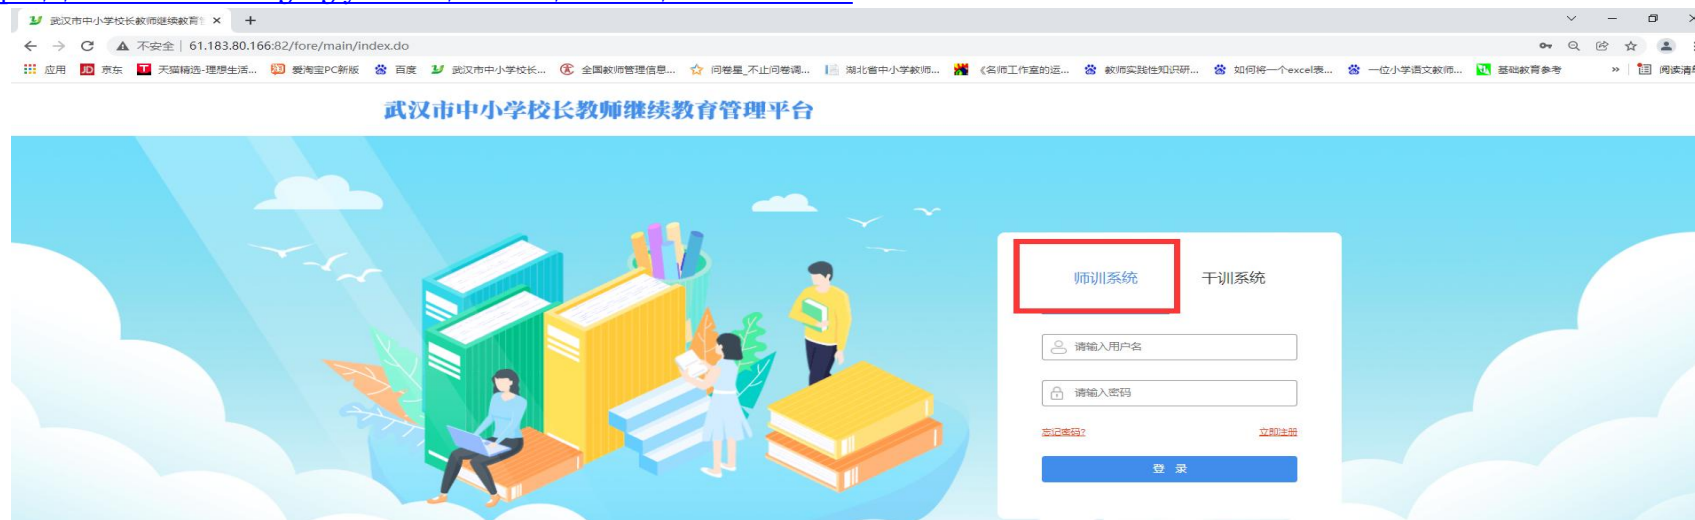 武汉市中小学校长教师继续教育
不安全 | 61.183.80.166:82/fore/main/index.do
应用 京东 天猫精选-理想生活... 爱淘宝PC新版 百度 武汉市中小学校长... 全国教师管理信息... 问卷星_不止问卷调... 湖北省中小学教师... 《名师工作室的运... 教师实践性知识研... 如何将一个excel表... 一位小学语文教师... 基础教育参考 » 阅读清单
武汉市中小学校长教师继续教育管理平台
师训系统 干训系统
请输入用户名
请输入密码
忘记密码? 立即注册
登 录